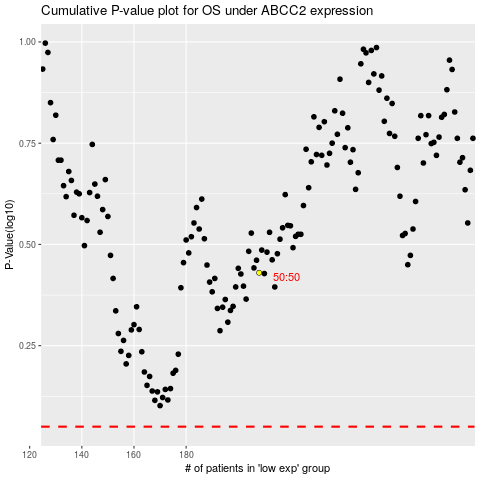 Cumulative P-value plot for OS under ABCC2 expression
P-Value(log10)
1.00
0.75
0.50
0.25
50:50
120 140 160 180
# of patients in 'low exp' group